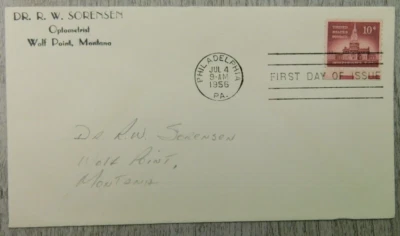 DR. R. W. SORENSEN
Optometrist
Wolf Point, Montana
10¢
PHILADELPHIA
JUL 4
9-AM
1956
PA.
FIRST DAY OF ISSUE
DR RW SORENSON
Wolf Point,
MONTANA